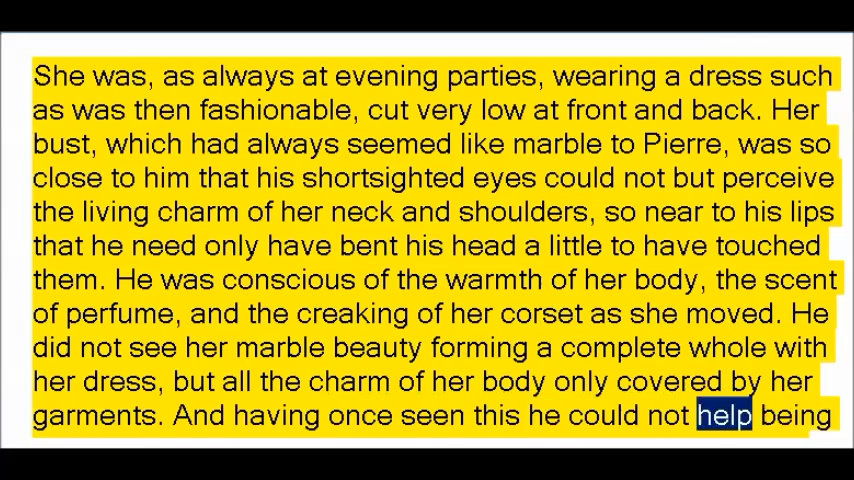 She was, as always at evening parties, wearing a dress such
as was then fashionable, cut very low at front and back. Her
bust, which had always seemed like marble to Pierre, was so
close to him that his shortsighted eyes could not but perceive
the living charm of her neck and shoulders, so near to his lips
that he need only have bent his head a little to have touched
them. He was conscious of the warmth of her body, the scent
of perfume, and the creaking of her corset as she moved. He
did not see her marble beauty forming a complete whole with
her dress, but all the charm of her body only covered by her
garments. And having once seen this he could not help being